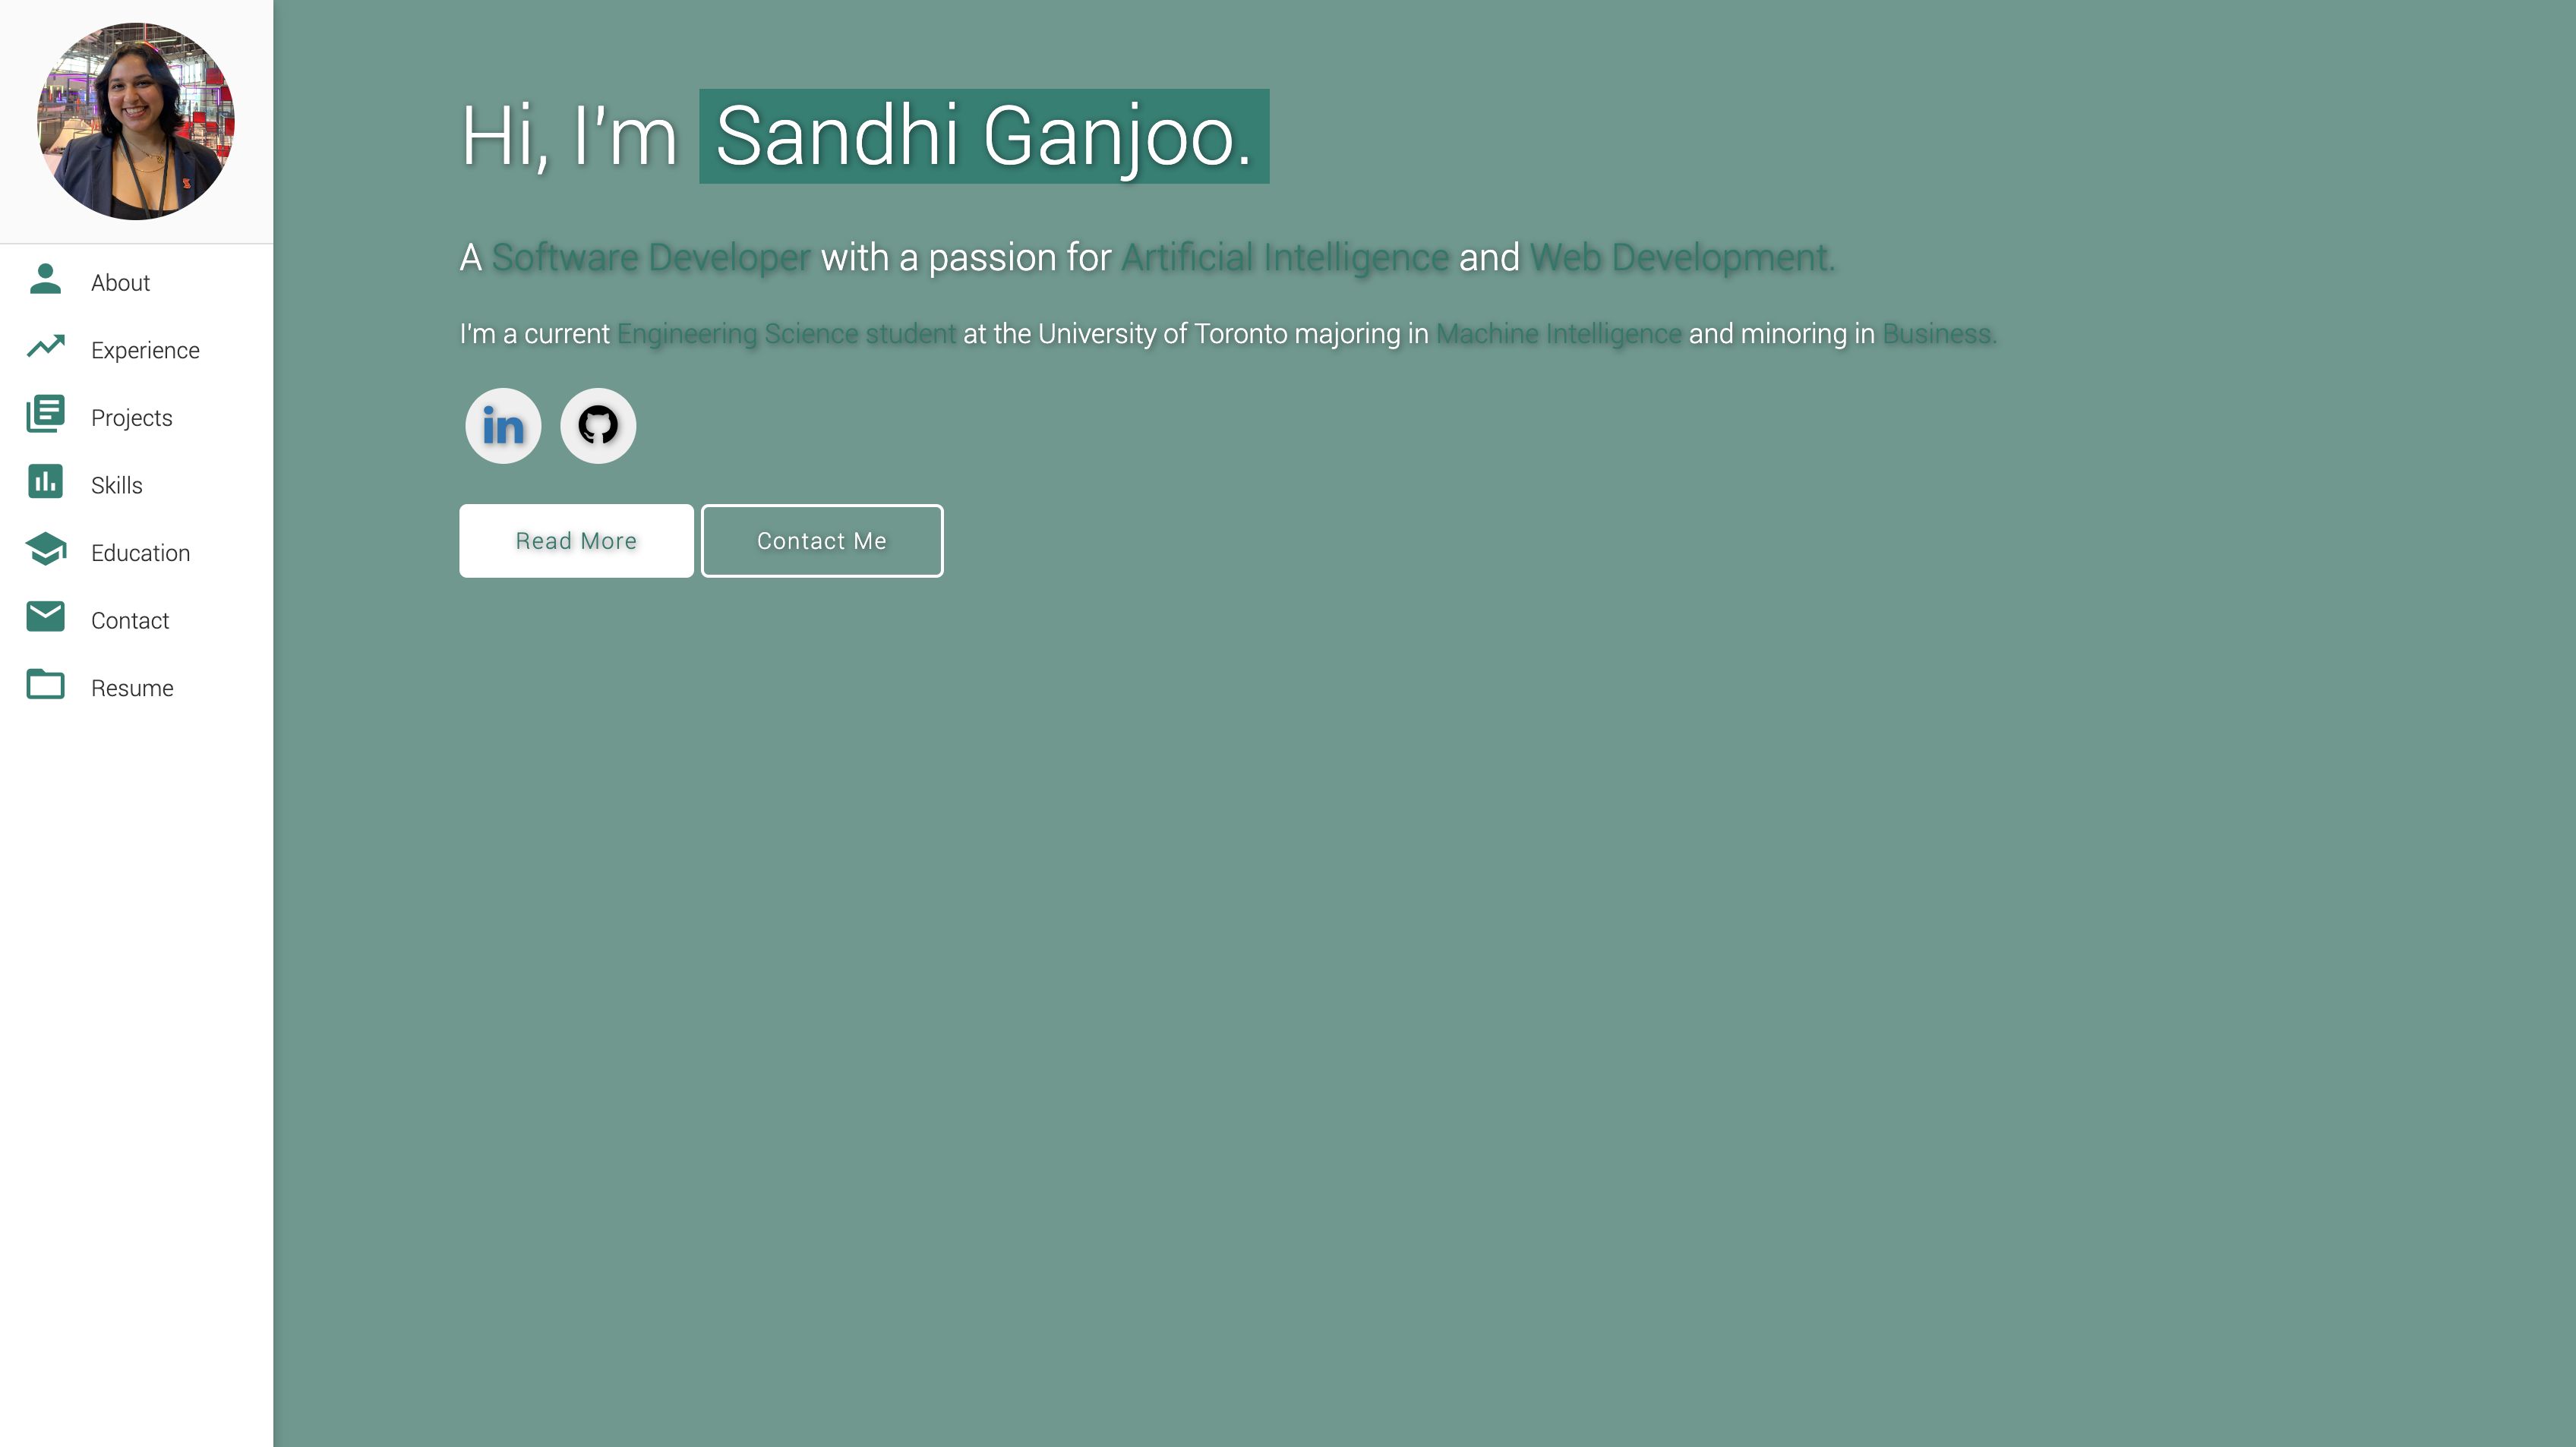 About
Experience
Projects
Skills
Education
Contact
Resume
Hi, I'm Sandhi Ganjoo.
A Software Developer with a passion for Artificial Intelligence and Web Development.
I'm a current Engineering Science student at the University of Toronto majoring in Machine Intelligence and minoring in Business.
in
Read More
Contact Me